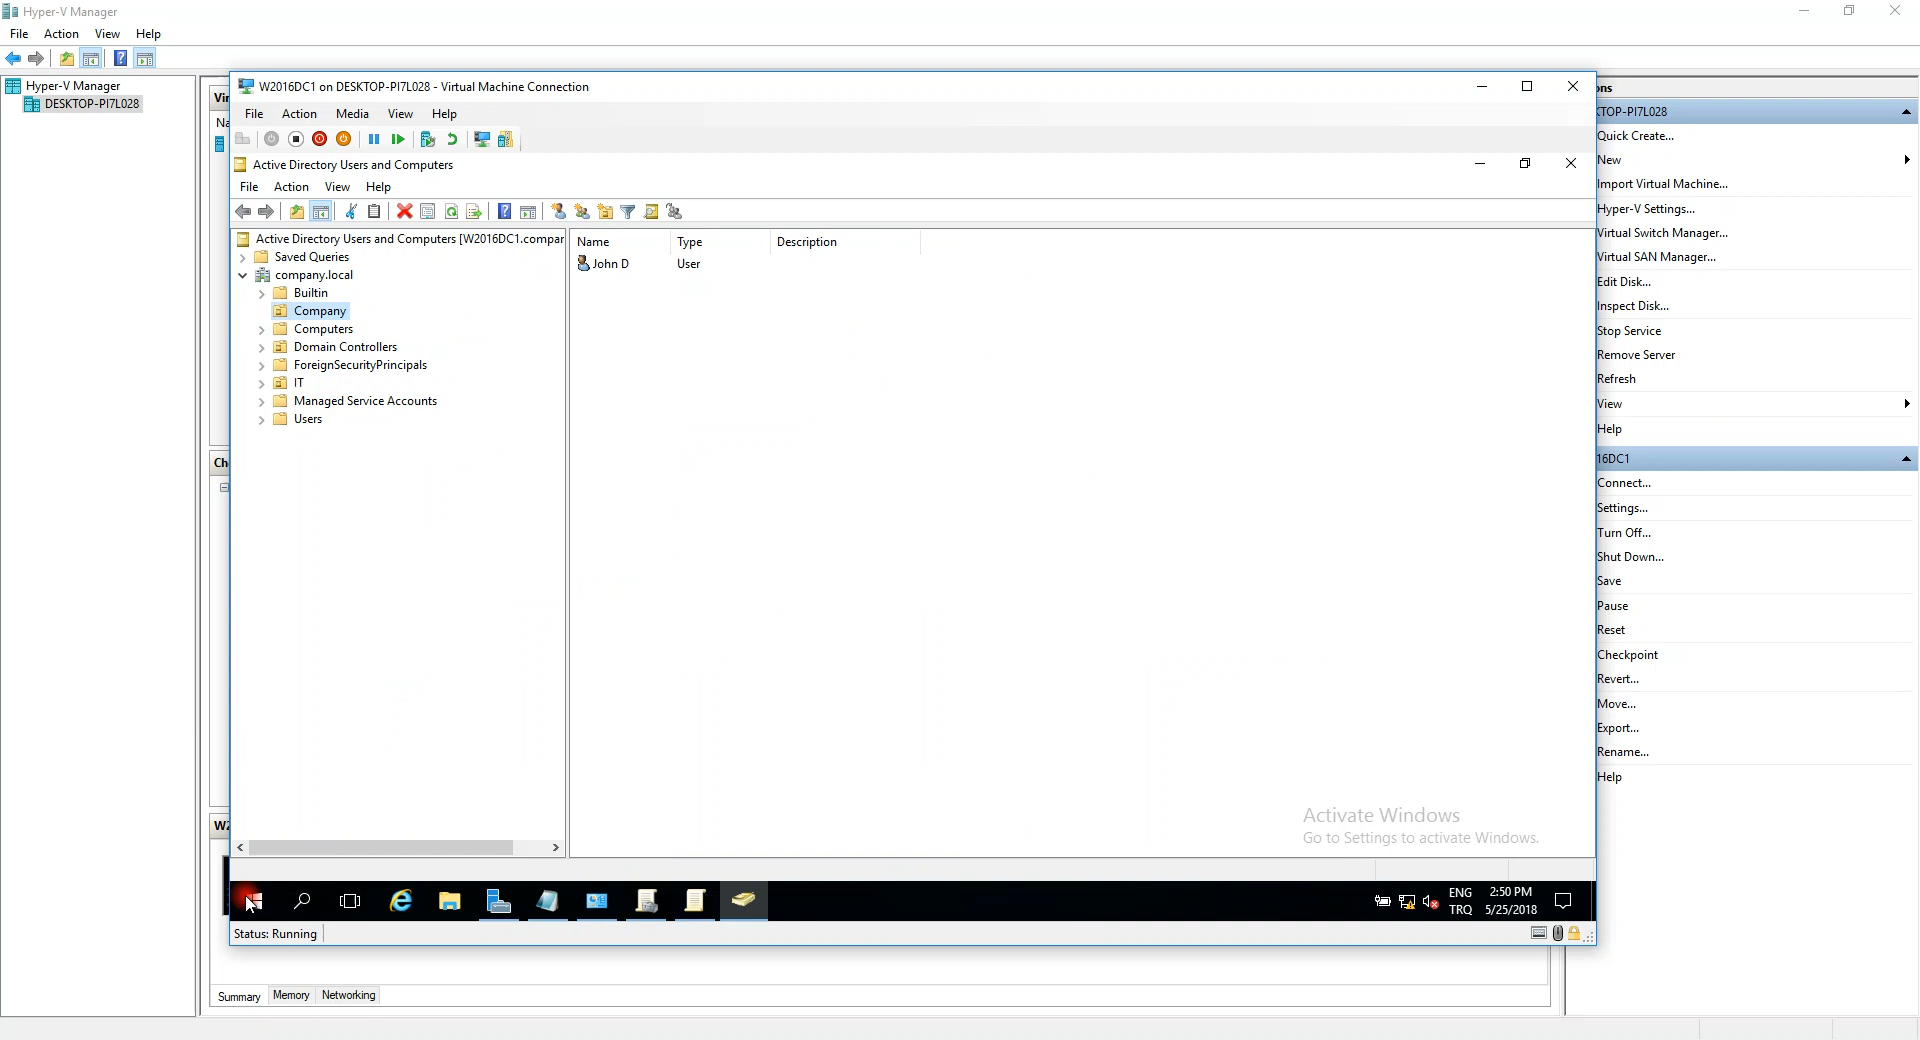 Hyper-V Manager
File Action View Help
Hyper-V Manager
DESKTOP-PI7L028
W2016DC1 on DESKTOP-PI7L028 - Virtual Machine Connection
File Action Media View Help
Active Directory Users and Computers
File Action View Help
Active Directory Users and Computers [W2016DC1.compar
Saved Queries
company.local
Builtin
Company
Computers
Domain Controllers
ForeignSecurityPrincipals
IT
Managed Service Accounts
Users
Name Type Description
John D User
Activate Windows
Go to Settings to activate Windows.
ENG
TRQ
2:50 PM
5/25/2018
Status: Running
Summary Memory Networking
ons
KTOP-PI7L028
Quick Create...
New
Import Virtual Machine...
Hyper-V Settings...
Virtual Switch Manager...
Virtual SAN Manager...
Edit Disk...
Inspect Disk...
Stop Service
Remove Server
Refresh
View
Help
16DC1
Connect...
Settings...
Turn Off...
Shut Down...
Save
Pause
Reset
Checkpoint
Revert...
Move...
Export...
Rename...
Help